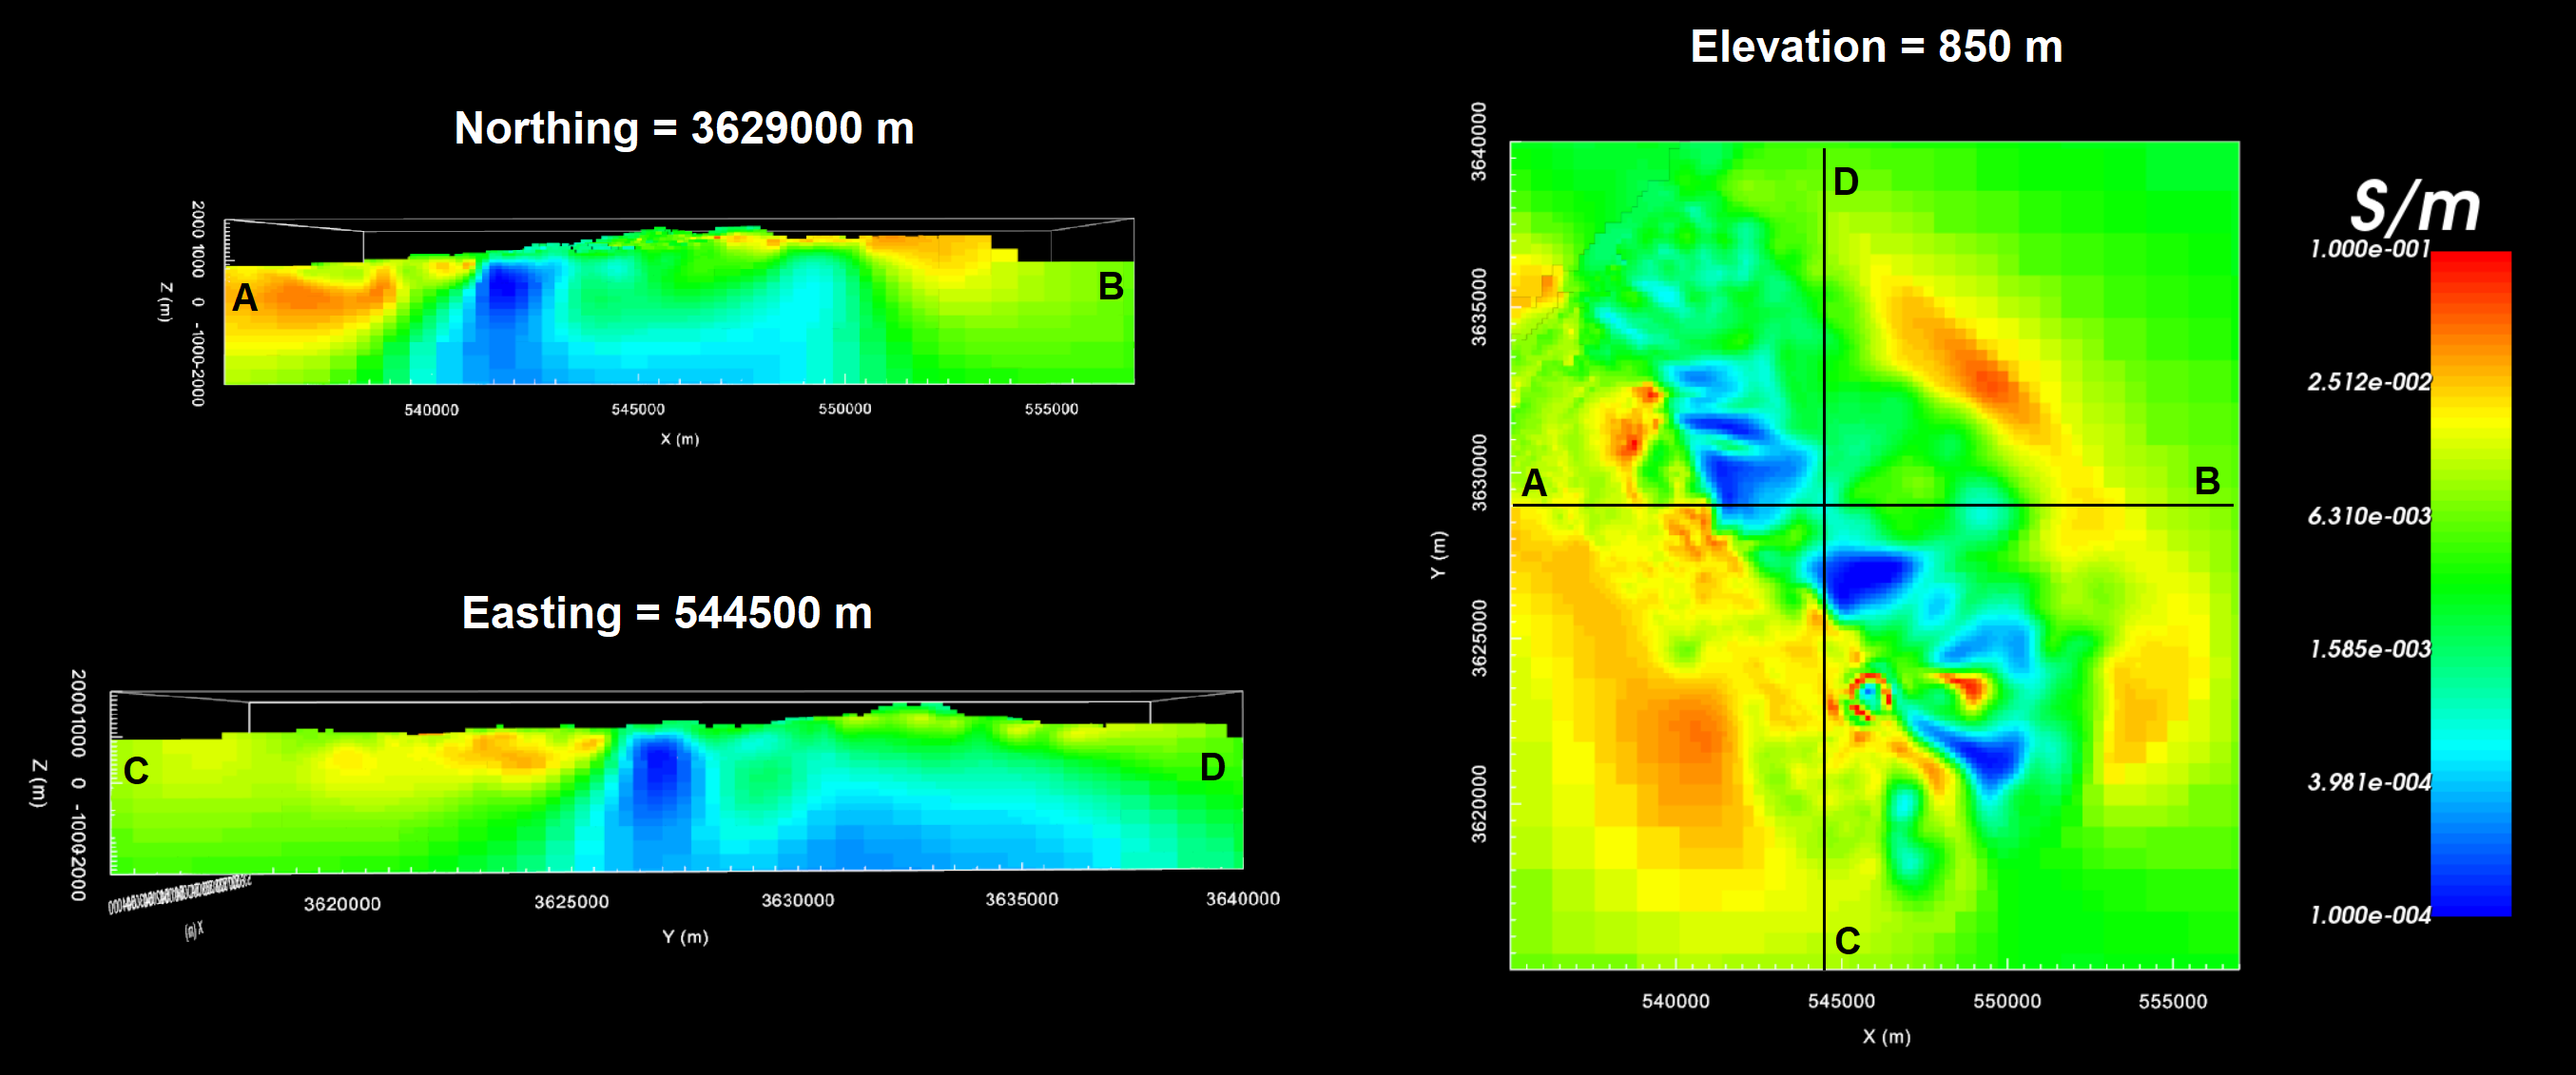 Northing = 3629000 m
2000
1000
0
-1000
-2000
Z (m)
A
B
540000
545000
550000
555000
X (m)
Easting = 544500 m
2000
1000
0
-1000
-2000
Z (m)
C
D
X (m)
3620000
3625000
3630000
3635000
3640000
Y (m)
Elevation = 850 m
3640000
3635000
3630000
3625000
3620000
Y (m)
D
A
B
C
540000
545000
550000
555000
X (m)
S/m
1.000e-001
2.512e-002
6.310e-003
1.585e-003
3.981e-004
1.000e-004